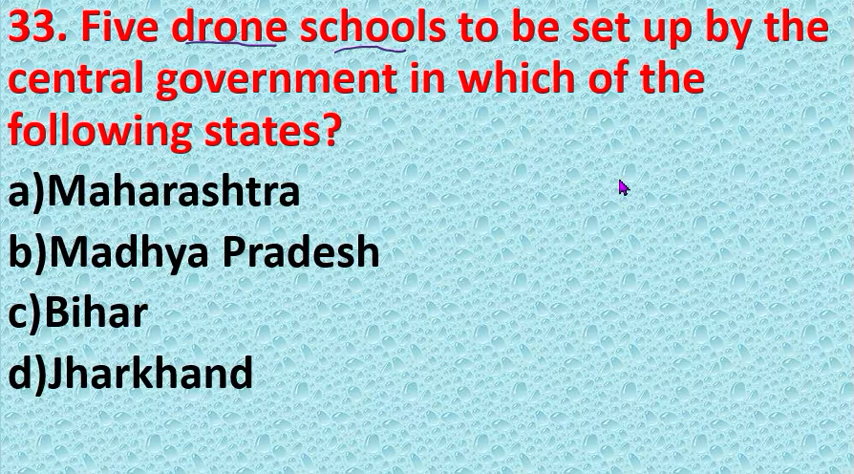 33. Five drone schools to be set up by the
central government in which of the
following states?
a)Maharashtra
b)Madhya Pradesh
c)Bihar
d)Jharkhand